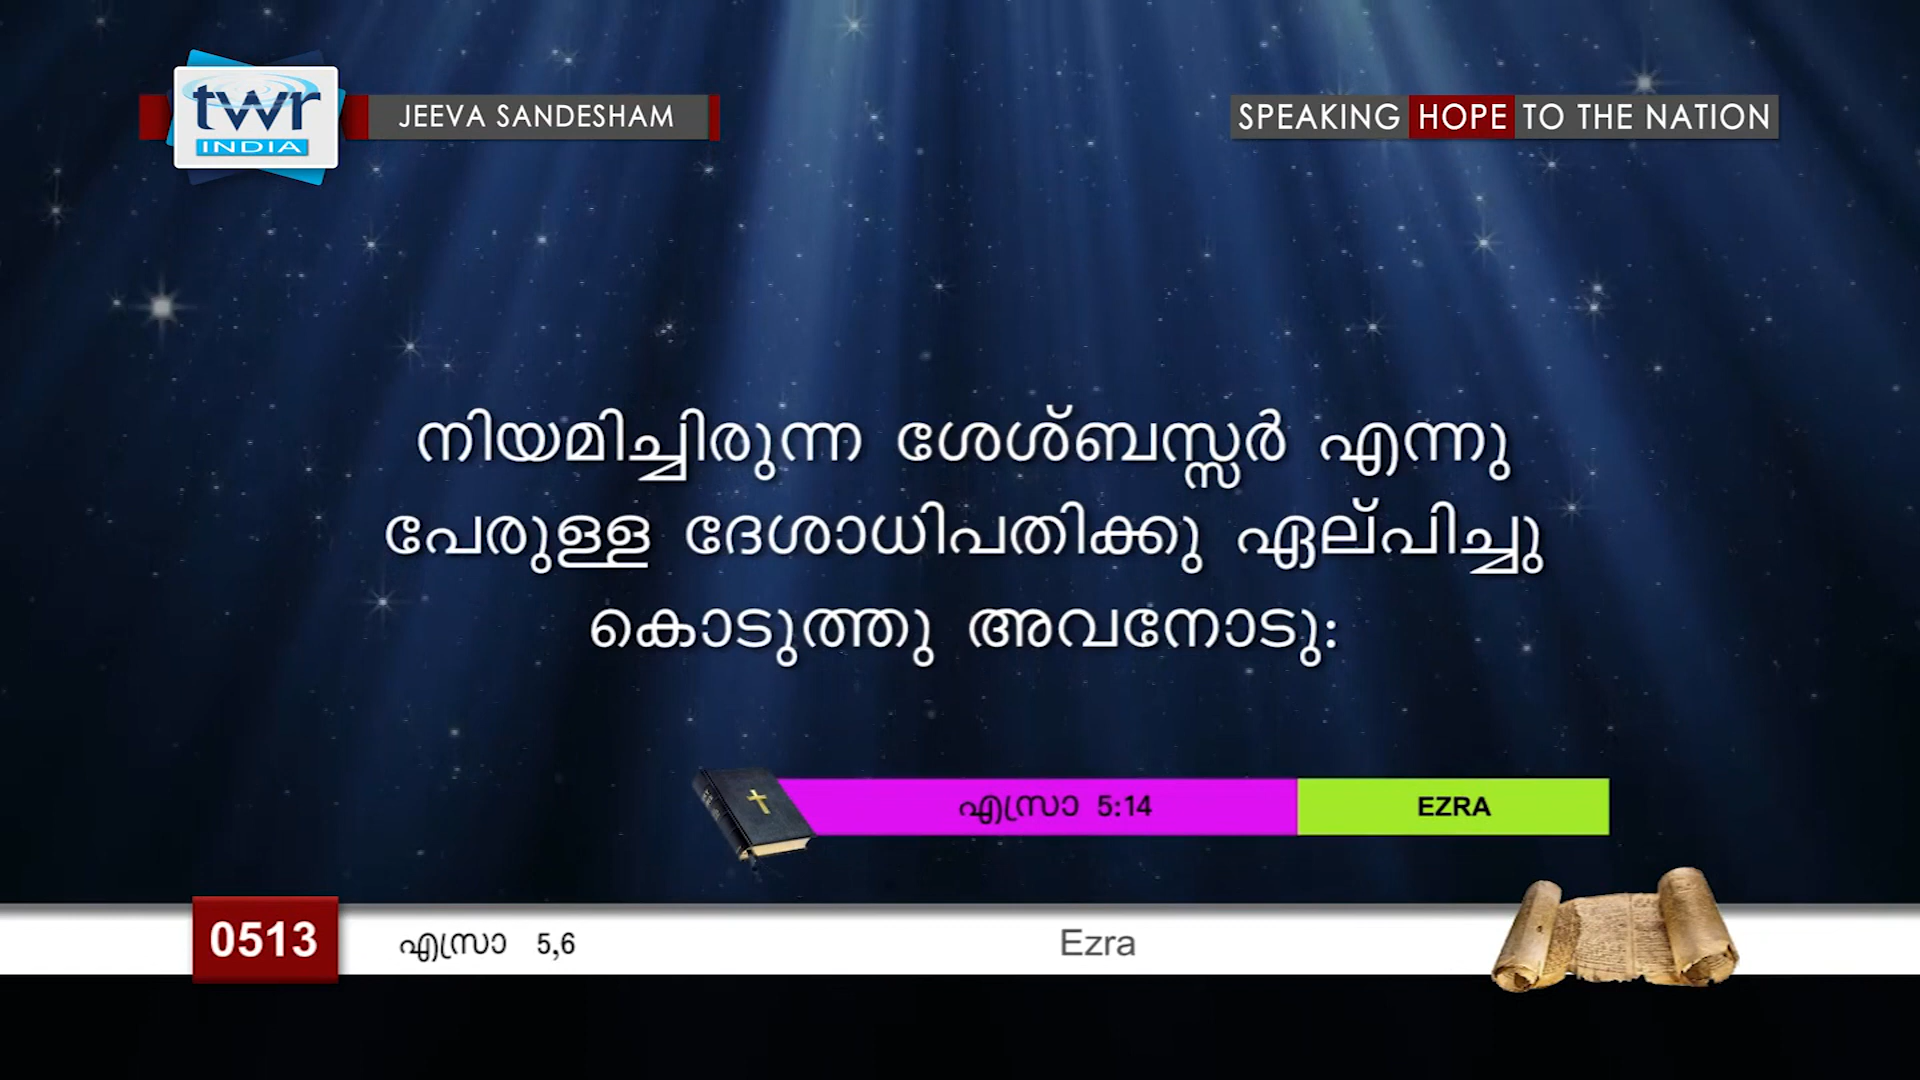 twr
INDIA
JEEVA SANDESHAM
SPEAKING HOPE TO THE NATION
നിയമിച്ചിരുന്ന ശേശ്ബസ്സർ എന്നു
പേരുള്ള ദേശാധിപതിക്കു ഏല്പിച്ചു
കൊടുത്തു അവനോടു:
എസ്രാ 5:14
EZRA
0513
എസ്രാ 5,6
Ezra